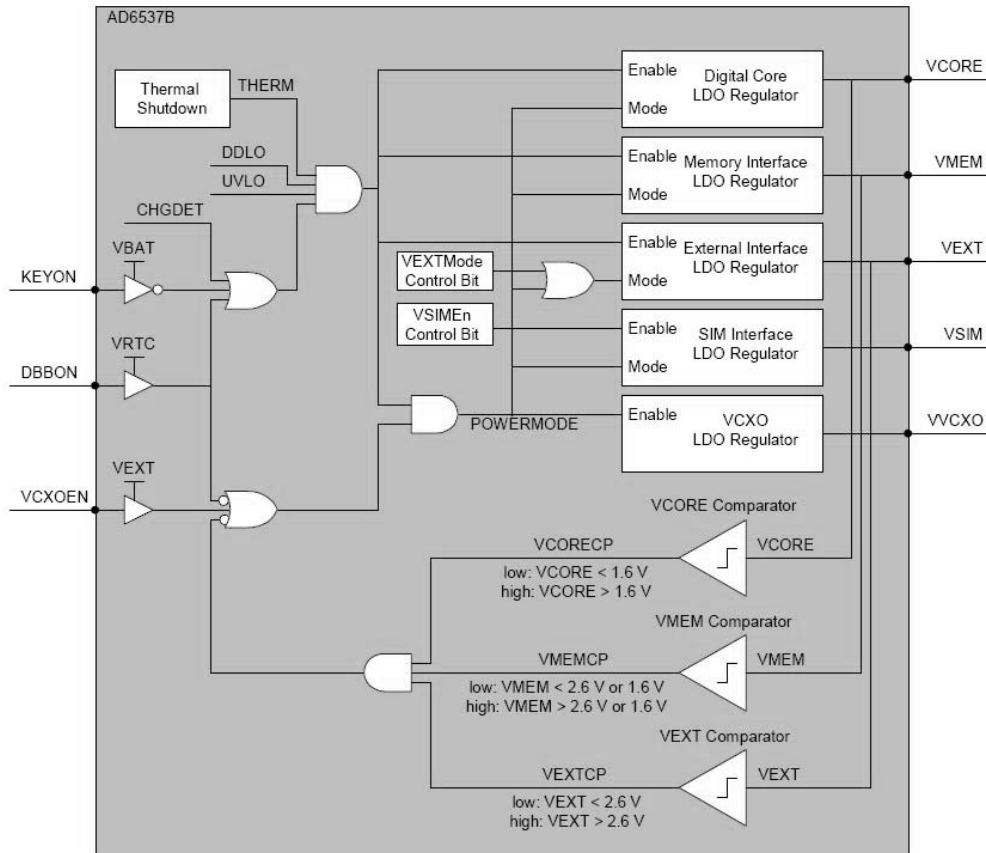 AD6537B
Thermal
Shutdown
THERM
DDLO
UVLO
CHGDET
VBAT
KEYON
VRTC
DBBON
VEXT
VCXOEN
Enable
Mode
Digital Core
LDO Regulator
VCORE
Enable
Mode
Memory Interface
LDO Regulator
VMEM
VEXTMode
Control Bit
Enable
Mode
External Interface
LDO Regulator
VEXT
VSIMEn
Control Bit
Enable
Mode
SIM Interface
LDO Regulator
VSIM
POWERMODE
Enable
VCXO
LDO Regulator
VVCXO
VCORE Comparator
VCORECP
VCORE
low: VCORE < 1.6 V
high: VCORE > 1.6 V
VMEM Comparator
VMEMCP
VMEM
low: VMEM < 2.6 V or 1.6 V
high: VMEM > 2.6 V or 1.6 V
VEXT Comparator
VEXTCP
VEXT
low: VEXT < 2.6 V
high: VEXT > 2.6 V